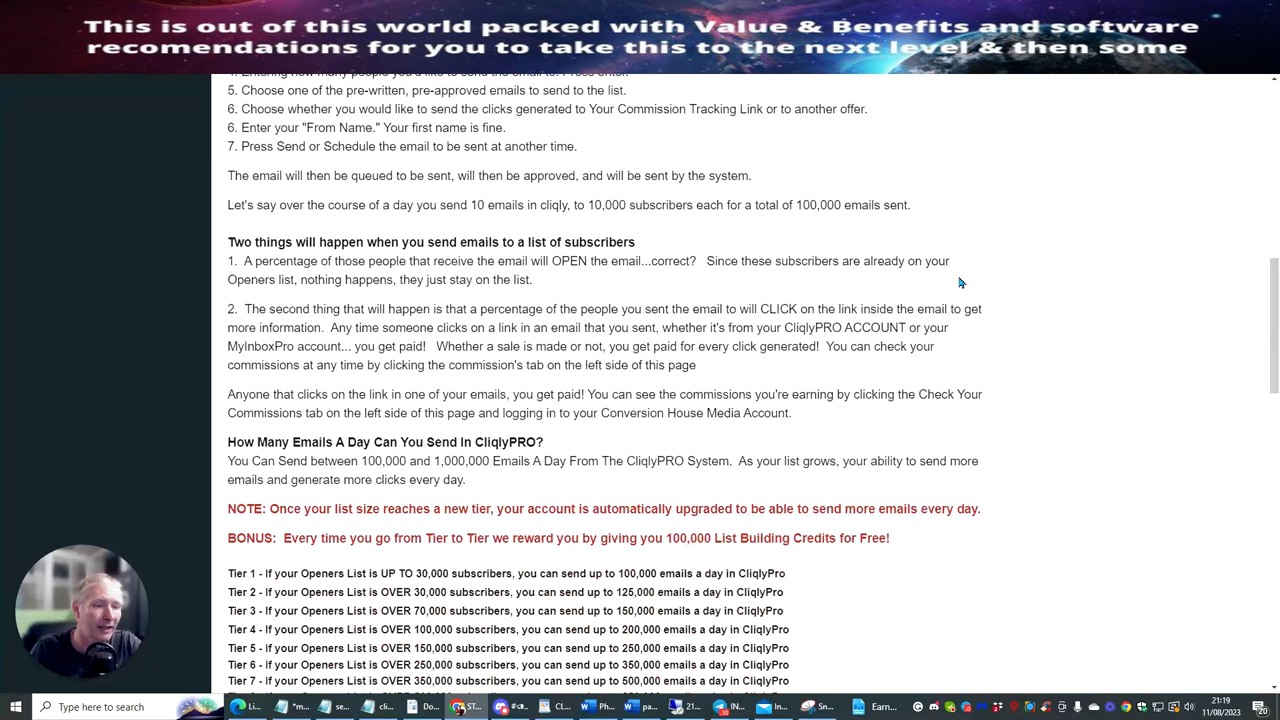 This is out of this world packed with Value & Benefits and software
recomendations for you to take this to the next level & then some
4. Entering how many people you'd like to send the email to. Press enter.
5. Choose one of the pre-written, pre-approved emails to send to the list.
6. Choose whether you would like to send the clicks generated to Your Commission Tracking Link or to another offer.
6. Enter your "From Name." Your first name is fine.
7. Press Send or Schedule the email to be sent at another time.
The email will then be queued to be sent, will then be approved, and will be sent by the system.
Let's say over the course of a day you send 10 emails in cliqly, to 10,000 subscribers each for a total of 100,000 emails sent.
Two things will happen when you send emails to a list of subscribers
1. A percentage of those people that receive the email will OPEN the email...correct? Since these subscribers are already on your
Openers list, nothing happens, they just stay on the list.
2. The second thing that will happen is that a percentage of the people you sent the email to will CLICK on the link inside the email to get
more information. Any time someone clicks on a link in an email that you sent, whether it's from your CliqlyPRO ACCOUNT or your
MyInboxPro account... you get paid! Whether a sale is made or not, you get paid for every click generated! You can check your
commissions at any time by clicking the commission's tab on the left side of this page
Anyone that clicks on the link in one of your emails, you get paid! You can see the commissions you're earning by clicking the Check Your
Commissions tab on the left side of this page and logging in to your Conversion House Media Account.
How Many Emails A Day Can You Send In CliqlyPRO?
You Can Send between 100,000 and 1,000,000 Emails A Day From The CliqlyPRO System. As your list grows, your ability to send more
emails and generate more clicks every day.
NOTE: Once your list size reaches a new tier, your account is automatically upgraded to be able to send more emails every day.
BONUS: Every time you go from Tier to Tier we reward you by giving you 100,000 List Building Credits for Free!
Tier 1 - If your Openers List is UP TO 30,000 subscribers, you can send up to 100,000 emails a day in CliqlyPro
Tier 2 - If your Openers List is OVER 30,000 subscribers, you can send up to 125,000 emails a day in CliqlyPro
Tier 3 - If your Openers List is OVER 70,000 subscribers, you can send up to 150,000 emails a day in CliqlyPro
Tier 4 - If your Openers List is OVER 100,000 subscribers, you can send up to 200,000 emails a day in CliqlyPro
Tier 5 - If your Openers List is OVER 150,000 subscribers, you can send up to 250,000 emails a day in CliqlyPro
Tier 6 - If your Openers List is OVER 250,000 subscribers, you can send up to 350,000 emails a day in CliqlyPro
Tier 7 - If your Openers List is OVER 350,000 subscribers, you can send up to 500,000 emails a day in CliqlyPro
Type here to search Li... "m... se... cli... Do... ST... #c... CL... Ph... pa... 21... IN... In... Sn... Earn... 21:19
11/08/2023 20